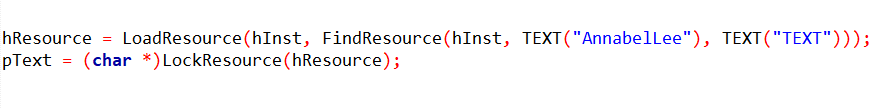 hResource = LoadResource(hInst, FindResource(hInst, TEXT("AnnabelLee"), TEXT("TEXT")));
pText = (char *)LockResource(hResource);